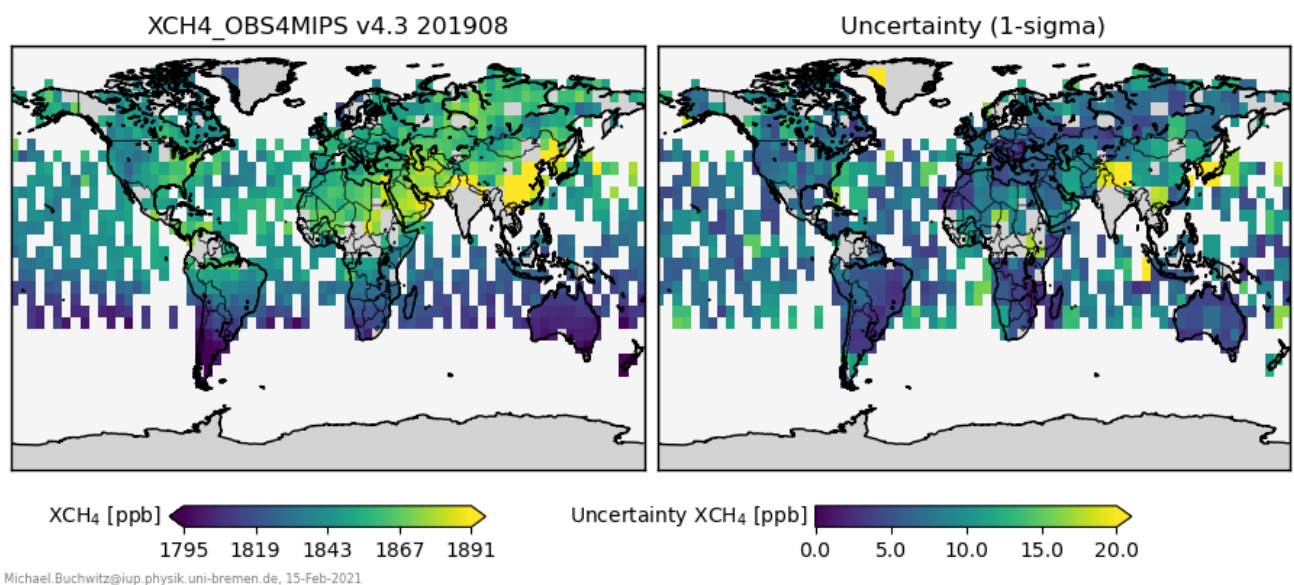 XCH4_OBS4MIPS v4.3 201908
Uncertainty (1-sigma)
XCH₄ [ppb]
1795 1819 1843 1867 1891
Uncertainty XCH₄ [ppb]
0.0 5.0 10.0 15.0 20.0
Michael.Buchwitz@iup.physik.uni-bremen.de, 15-Feb-2021